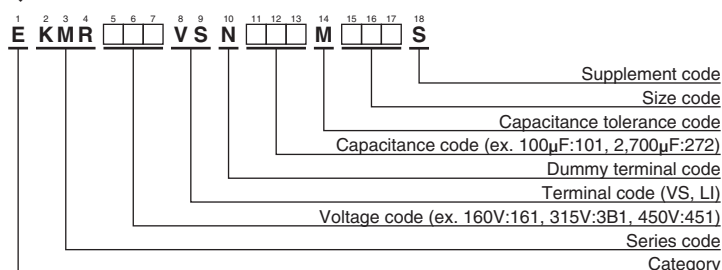 1 2 3 4 5 6 7 8 9 10 11 12 13 14 15 16 17 18
E KMR □□□ VS N □□□ M □□□ S
Supplement code
Size code
Capacitance tolerance code
Capacitance code (ex. 100μF:101, 2,700μF:272)
Dummy terminal code
Terminal code (VS, LI)
Voltage code (ex. 160V:161, 315V:3B1, 450V:451)
Series code
Category